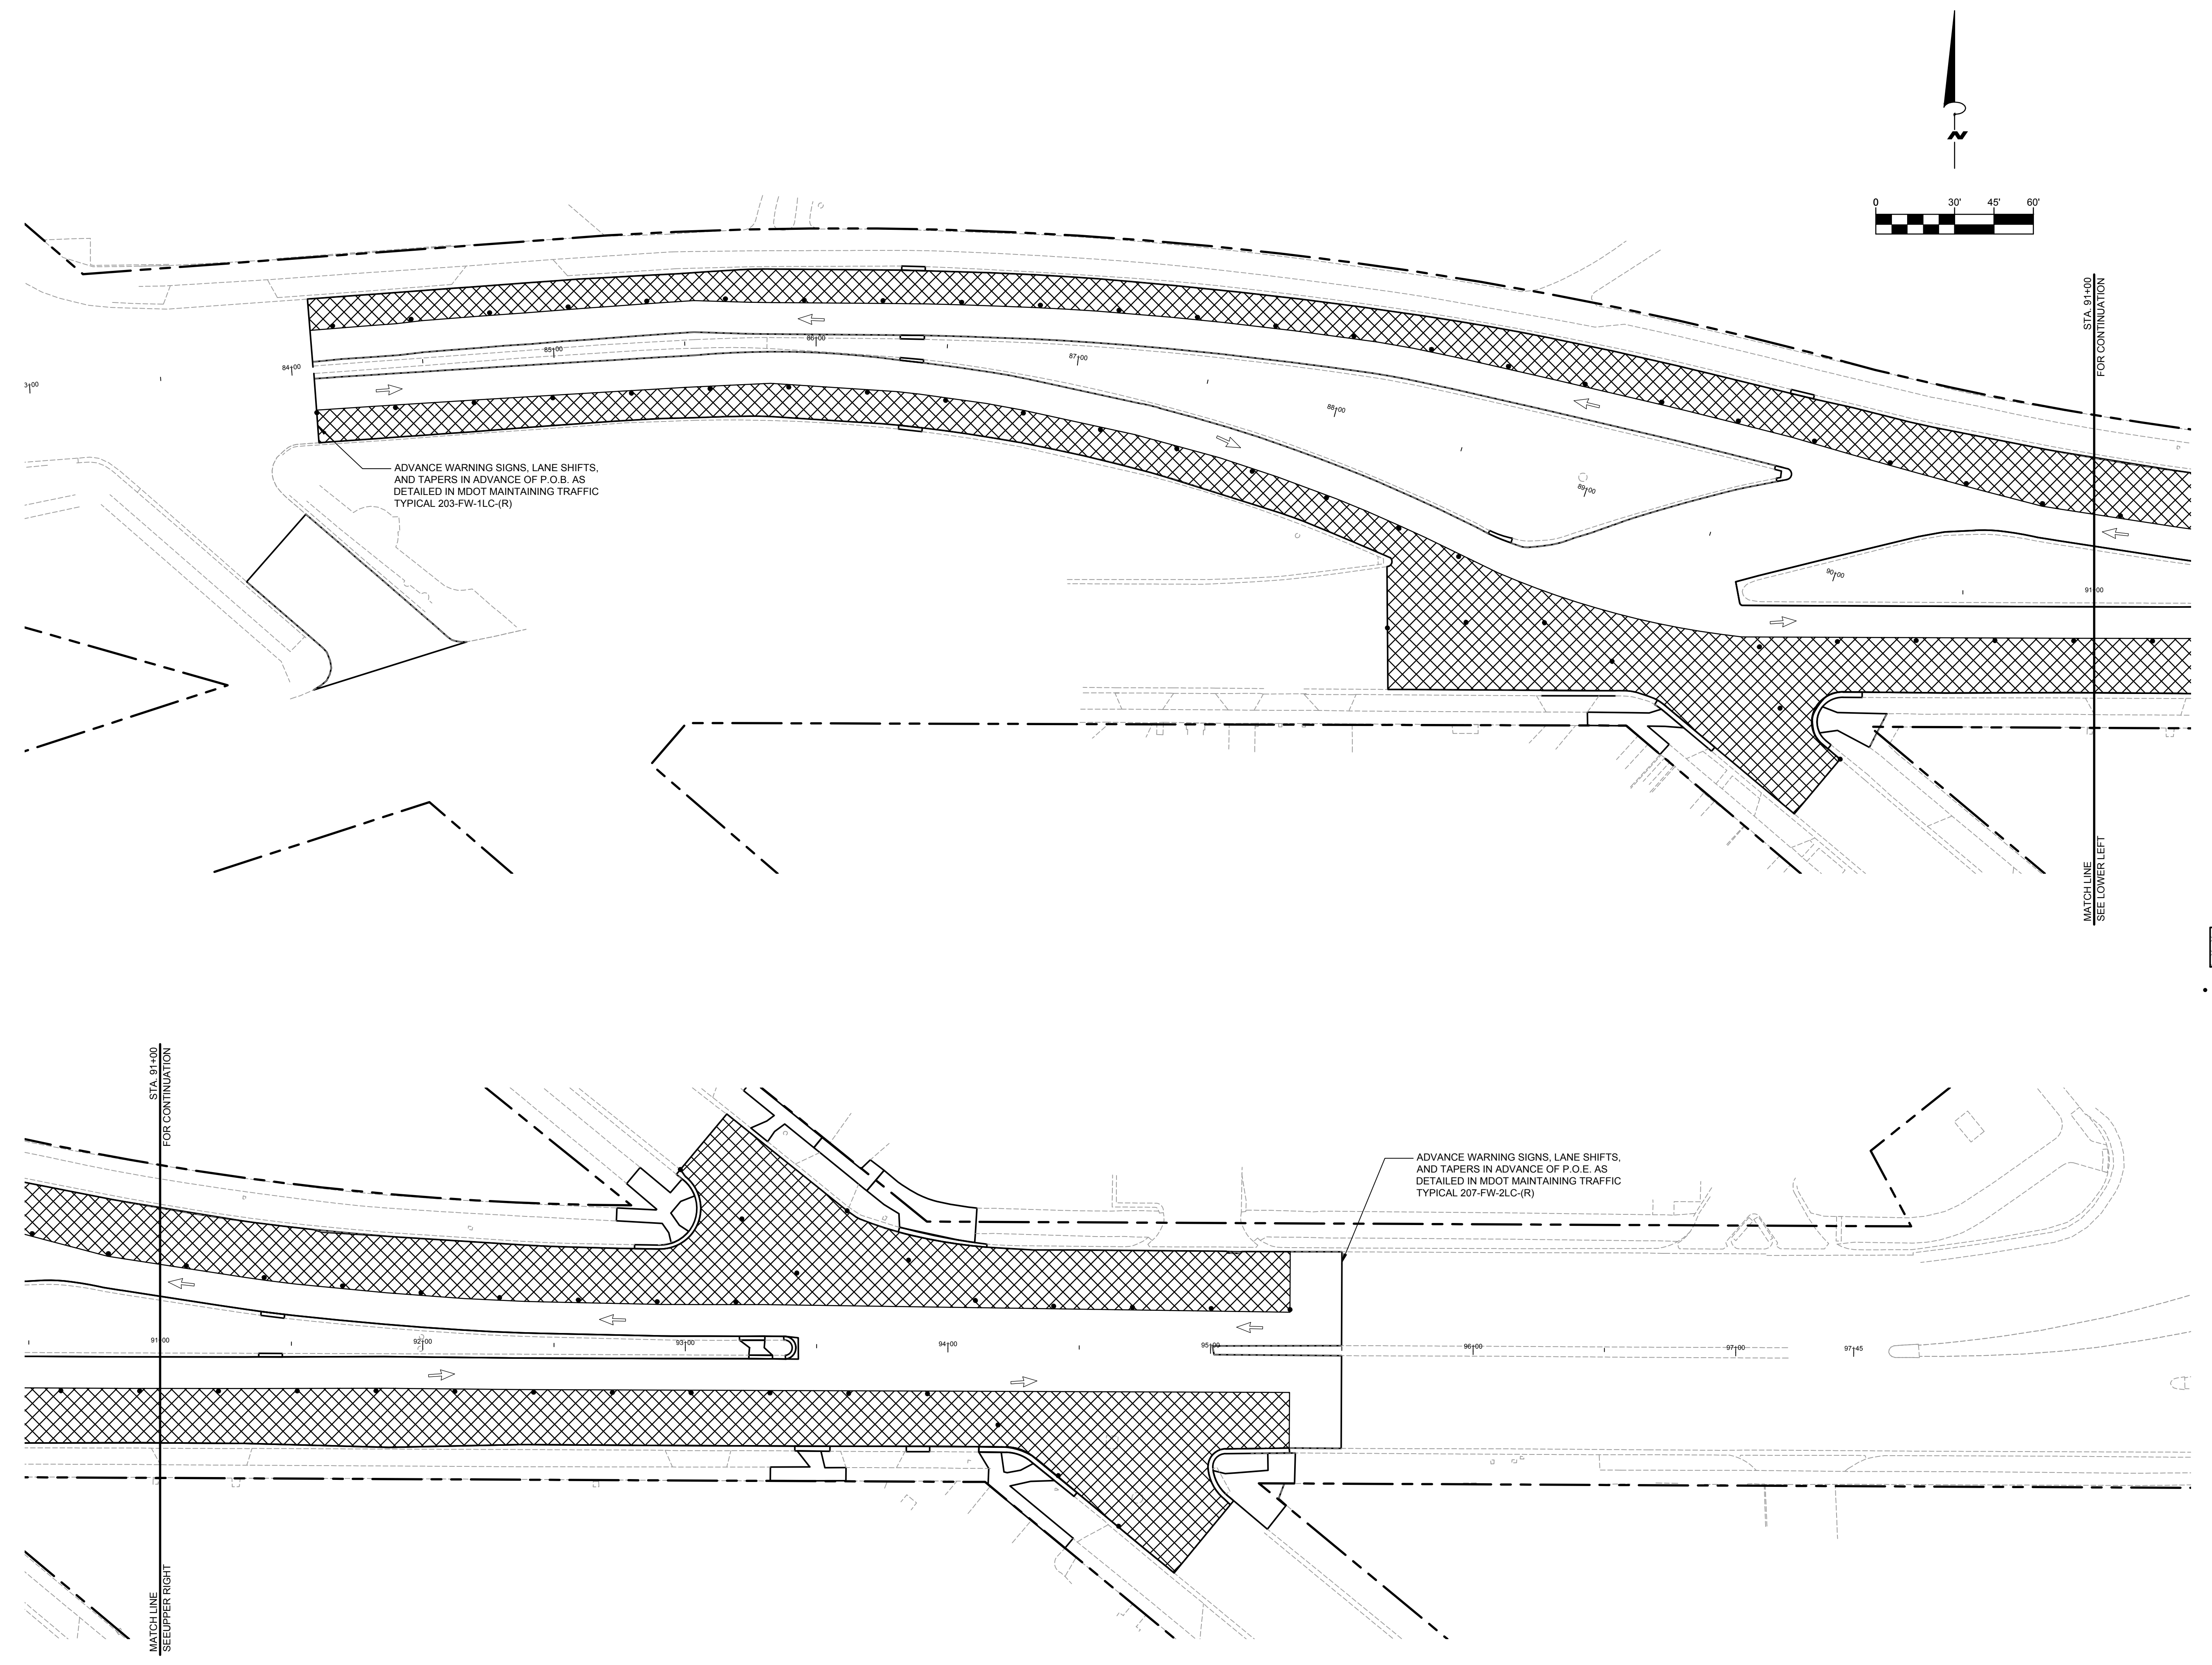 N
0 30' 45' 60'
STA. 91+00
FOR CONTINUATION
3+00
84+00
85+00
86+00
87+00
88+00
89+00
90+00
91+00
ADVANCE WARNING SIGNS, LANE SHIFTS,
AND TAPERS IN ADVANCE OF P.O.B. AS
DETAILED IN MDOT MAINTAINING TRAFFIC
TYPICAL 203-FW-1LC-(R)
MATCH LINE
SEE LOWER LEFT
STA. 91+00
FOR CONTINUATION
ADVANCE WARNING SIGNS, LANE SHIFTS,
AND TAPERS IN ADVANCE OF P.O.E. AS
DETAILED IN MDOT MAINTAINING TRAFFIC
TYPICAL 207-FW-2LC-(R)
91+00
92+00
93+00
94+00
95+00
96+00
97+00
97+45
MATCH LINE
SEEUPPER RIGHT